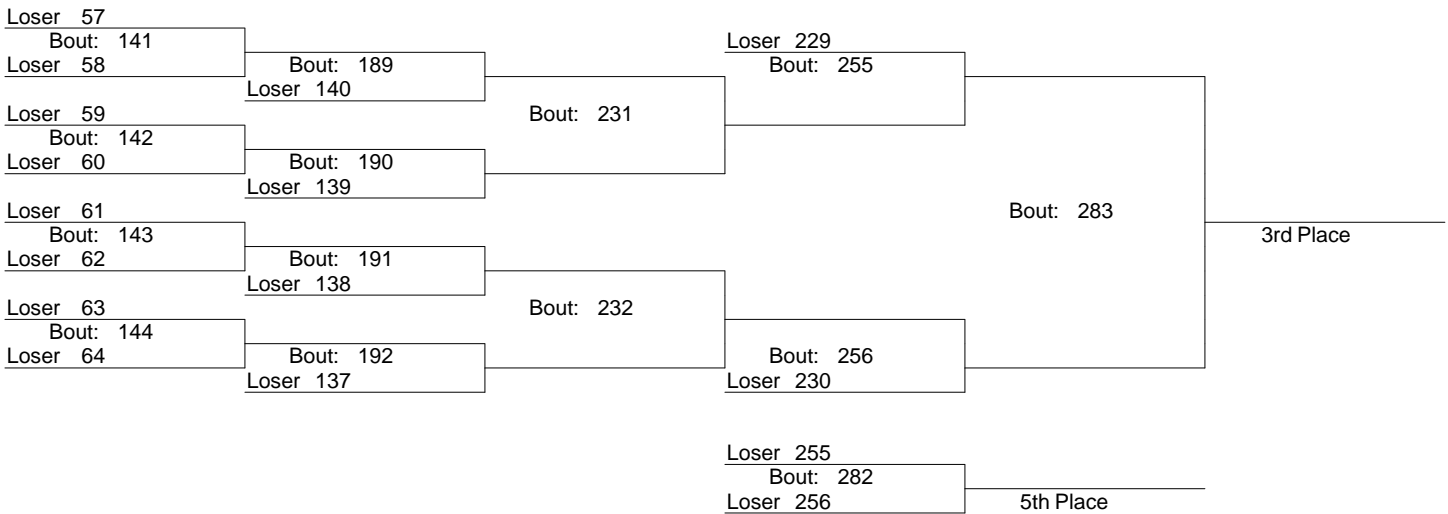 Loser 57
Bout: 141
Loser 58
Loser 59
Bout: 142
Loser 60
Loser 61
Bout: 143
Loser 62
Loser 63
Bout: 144
Loser 64
Bout: 189
Loser 140
Bout: 190
Loser 139
Bout: 191
Loser 138
Bout: 192
Loser 137
Bout: 231
Bout: 232
Loser 229
Bout: 255
Bout: 256
Loser 230
Bout: 283
3rd Place
Loser 255
Bout: 282
Loser 256
5th Place